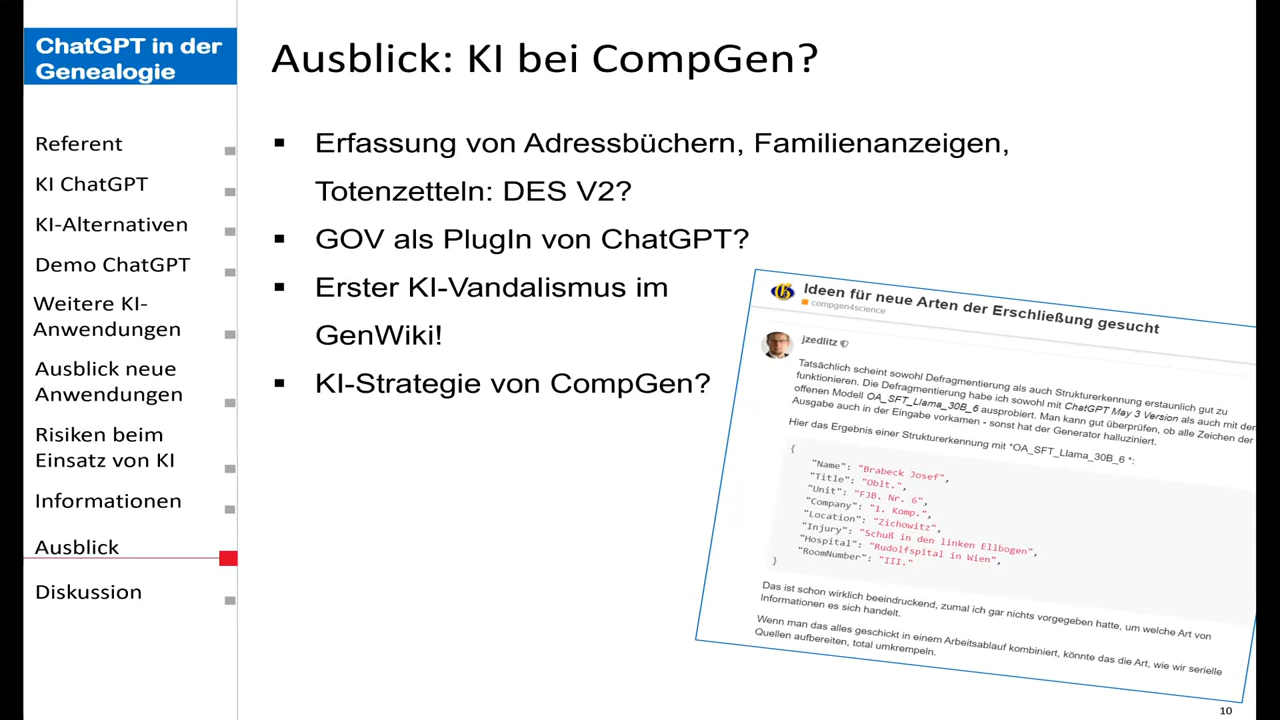 ChatGPT in der
Genealogie
Referent
KI ChatGPT
KI-Alternativen
Demo ChatGPT
Weitere KI-
Anwendungen
Ausblick neue
Anwendungen
Risiken beim
Einsatz von KI
Informationen
Ausblick
Diskussion
Ausblick: KI bei CompGen?
Erfassung von Adressbüchern, Familienanzeigen,
Totenzetteln: DES V2?
GOV als PlugIn von ChatGPT?
Erster KI-Vandalismus im
GenWiki!
KI-Strategie von CompGen?
Ideen für neue Arten der Erschließung gesucht
compgen4science
jzedlitz
Tatsächlich scheint sowohl Defragmentierung als auch Strukturerkennung erstaunlich gut zu
funktionieren. Die Defragmentierung habe ich sowohl mit ChatGPT May 3 Version als auch mit dem
offenen Modell OA_SFT_Llama_30B_6 ausprobiert. Man kann gut überprüfen, ob alle Zeichen der
Ausgabe auch in der Eingabe vorkamen - sonst hat der Generator halluziniert.
Hier das Ergebnis einer Strukturerkennung mit *OA_SFT_Llama_30B_6 *:
{
"Name": "Brabeck Josef",
"Title": "Oblt.",
"Unit": "FJB. Nr. 6",
"Company": "1. Komp.",
"Location": "Zichowitz",
"Injury": "Schuß in den linken Ellbogen",
"Hospital": "Rudolfspital in Wien",
"RoomNumber": "III."
}
Das ist schon wirklich beeindruckend, zumal ich gar nichts vorgegeben hatte, um welche Art von
Informationen es sich handelt.
Wenn man das alles geschickt in einem Arbeitsablauf kombiniert, könnte das die Art, wie wir serielle
Quellen aufbereiten, total umkrempeln.
10